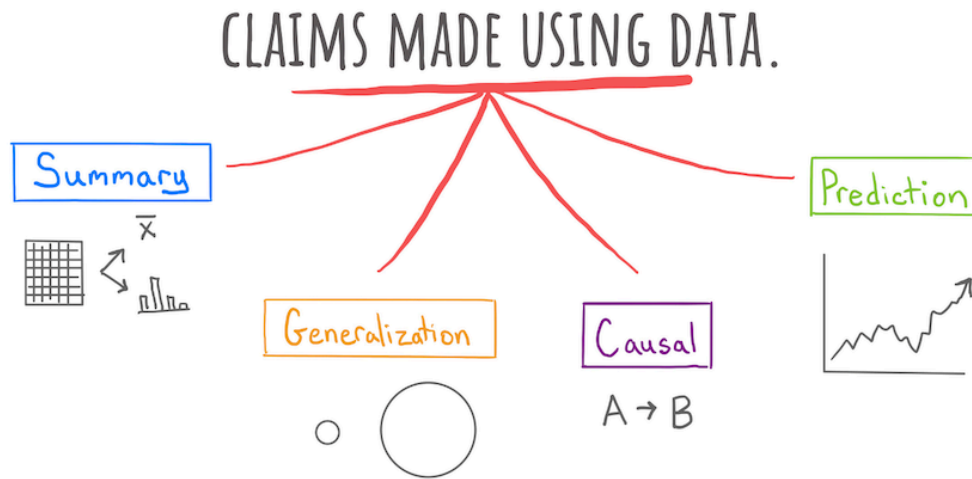 CLAIMS MADE USING DATA.
Summary
x̄
Prediction
Generalization
Causal
A → B